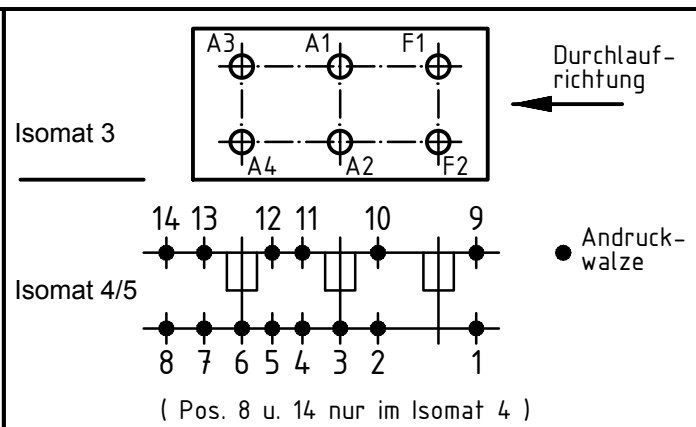 A3 A1 F1
Durchlauf-
richtung
Isomat 3
A4 A2 F2
14 13 12 11 10 9
Andruck-
walze
Isomat 4/5
8 7 6 5 4 3 2 1
( Pos. 8 u. 14 nur im Isomat 4 )